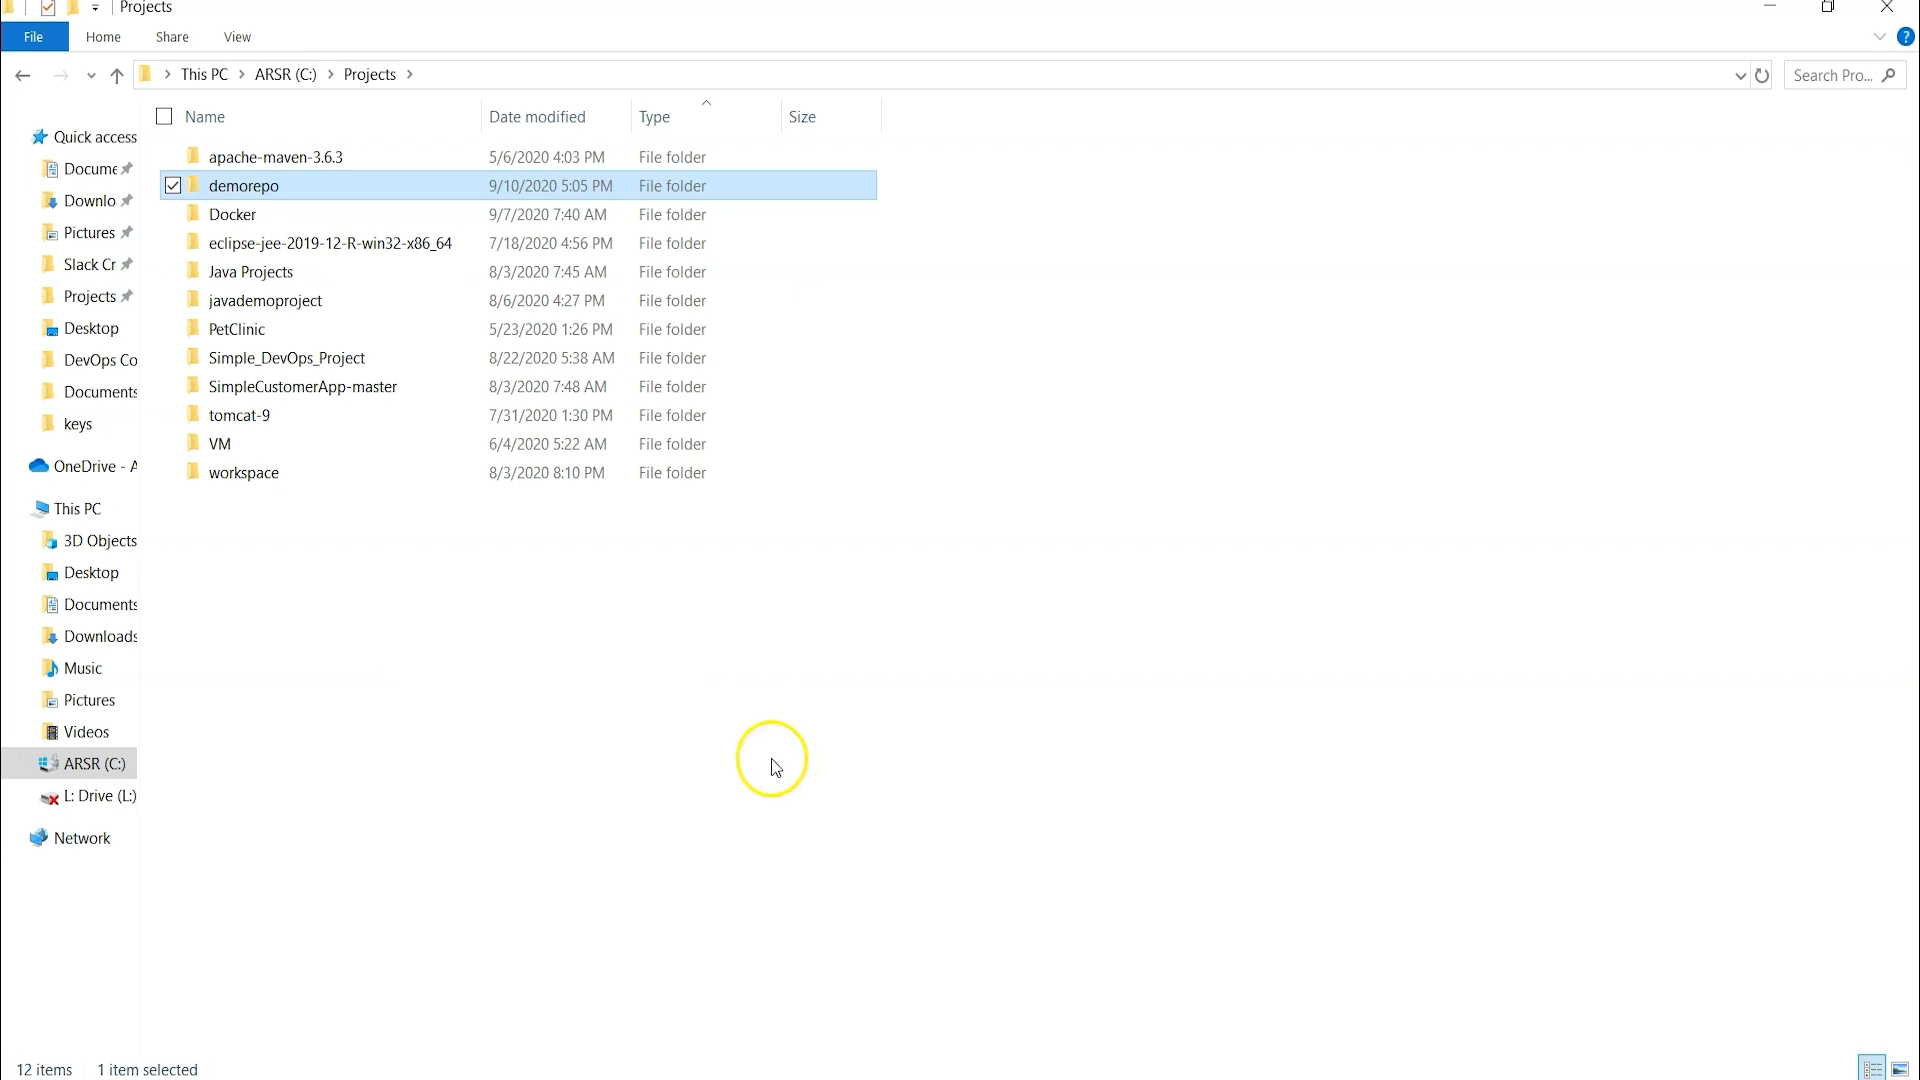 Projects
File Home Share View
This PC > ARSR (C:) > Projects >
Search Pro...
Name Date modified Type Size
Quick access
Docume
Downlo
Pictures
Slack Cr
Projects
Desktop
DevOps Co
Documents
keys
OneDrive - A
This PC
3D Objects
Desktop
Documents
Downloads
Music
Pictures
Videos
ARSR (C:)
L: Drive (L:)
Network
apache-maven-3.6.3 5/6/2020 4:03 PM File folder
demorepo 9/10/2020 5:05 PM File folder
Docker 9/7/2020 7:40 AM File folder
eclipse-jee-2019-12-R-win32-x86_64 7/18/2020 4:56 PM File folder
Java Projects 8/3/2020 7:45 AM File folder
javademoproject 8/6/2020 4:27 PM File folder
PetClinic 5/23/2020 1:26 PM File folder
Simple_DevOps_Project 8/22/2020 5:38 AM File folder
SimpleCustomerApp-master 8/3/2020 7:48 AM File folder
tomcat-9 7/31/2020 1:30 PM File folder
VM 6/4/2020 5:22 AM File folder
workspace 8/3/2020 8:10 PM File folder
12 items 1 item selected